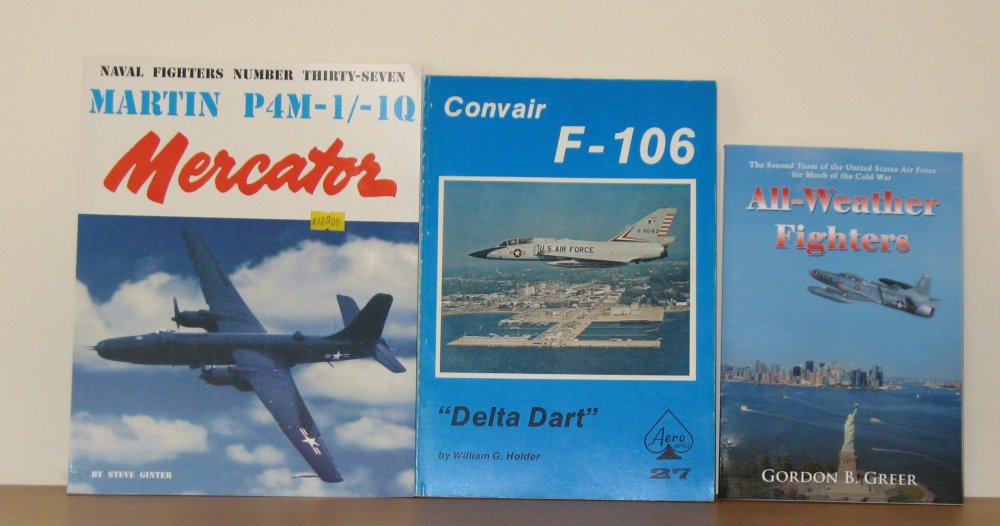 NAVAL FIGHTERS NUMBER THIRTY-SEVEN
MARTIN P4M-1/-1Q
Mercator
BY STEVE GINTER
Convair
F-106
U.S. AIR FORCE
"Delta Dart"
by William G. Holder
Aero
series
27
The Second Team of the United States Air Force
for Much of the Cold War
All-Weather
Fighters
GORDON B. GREER